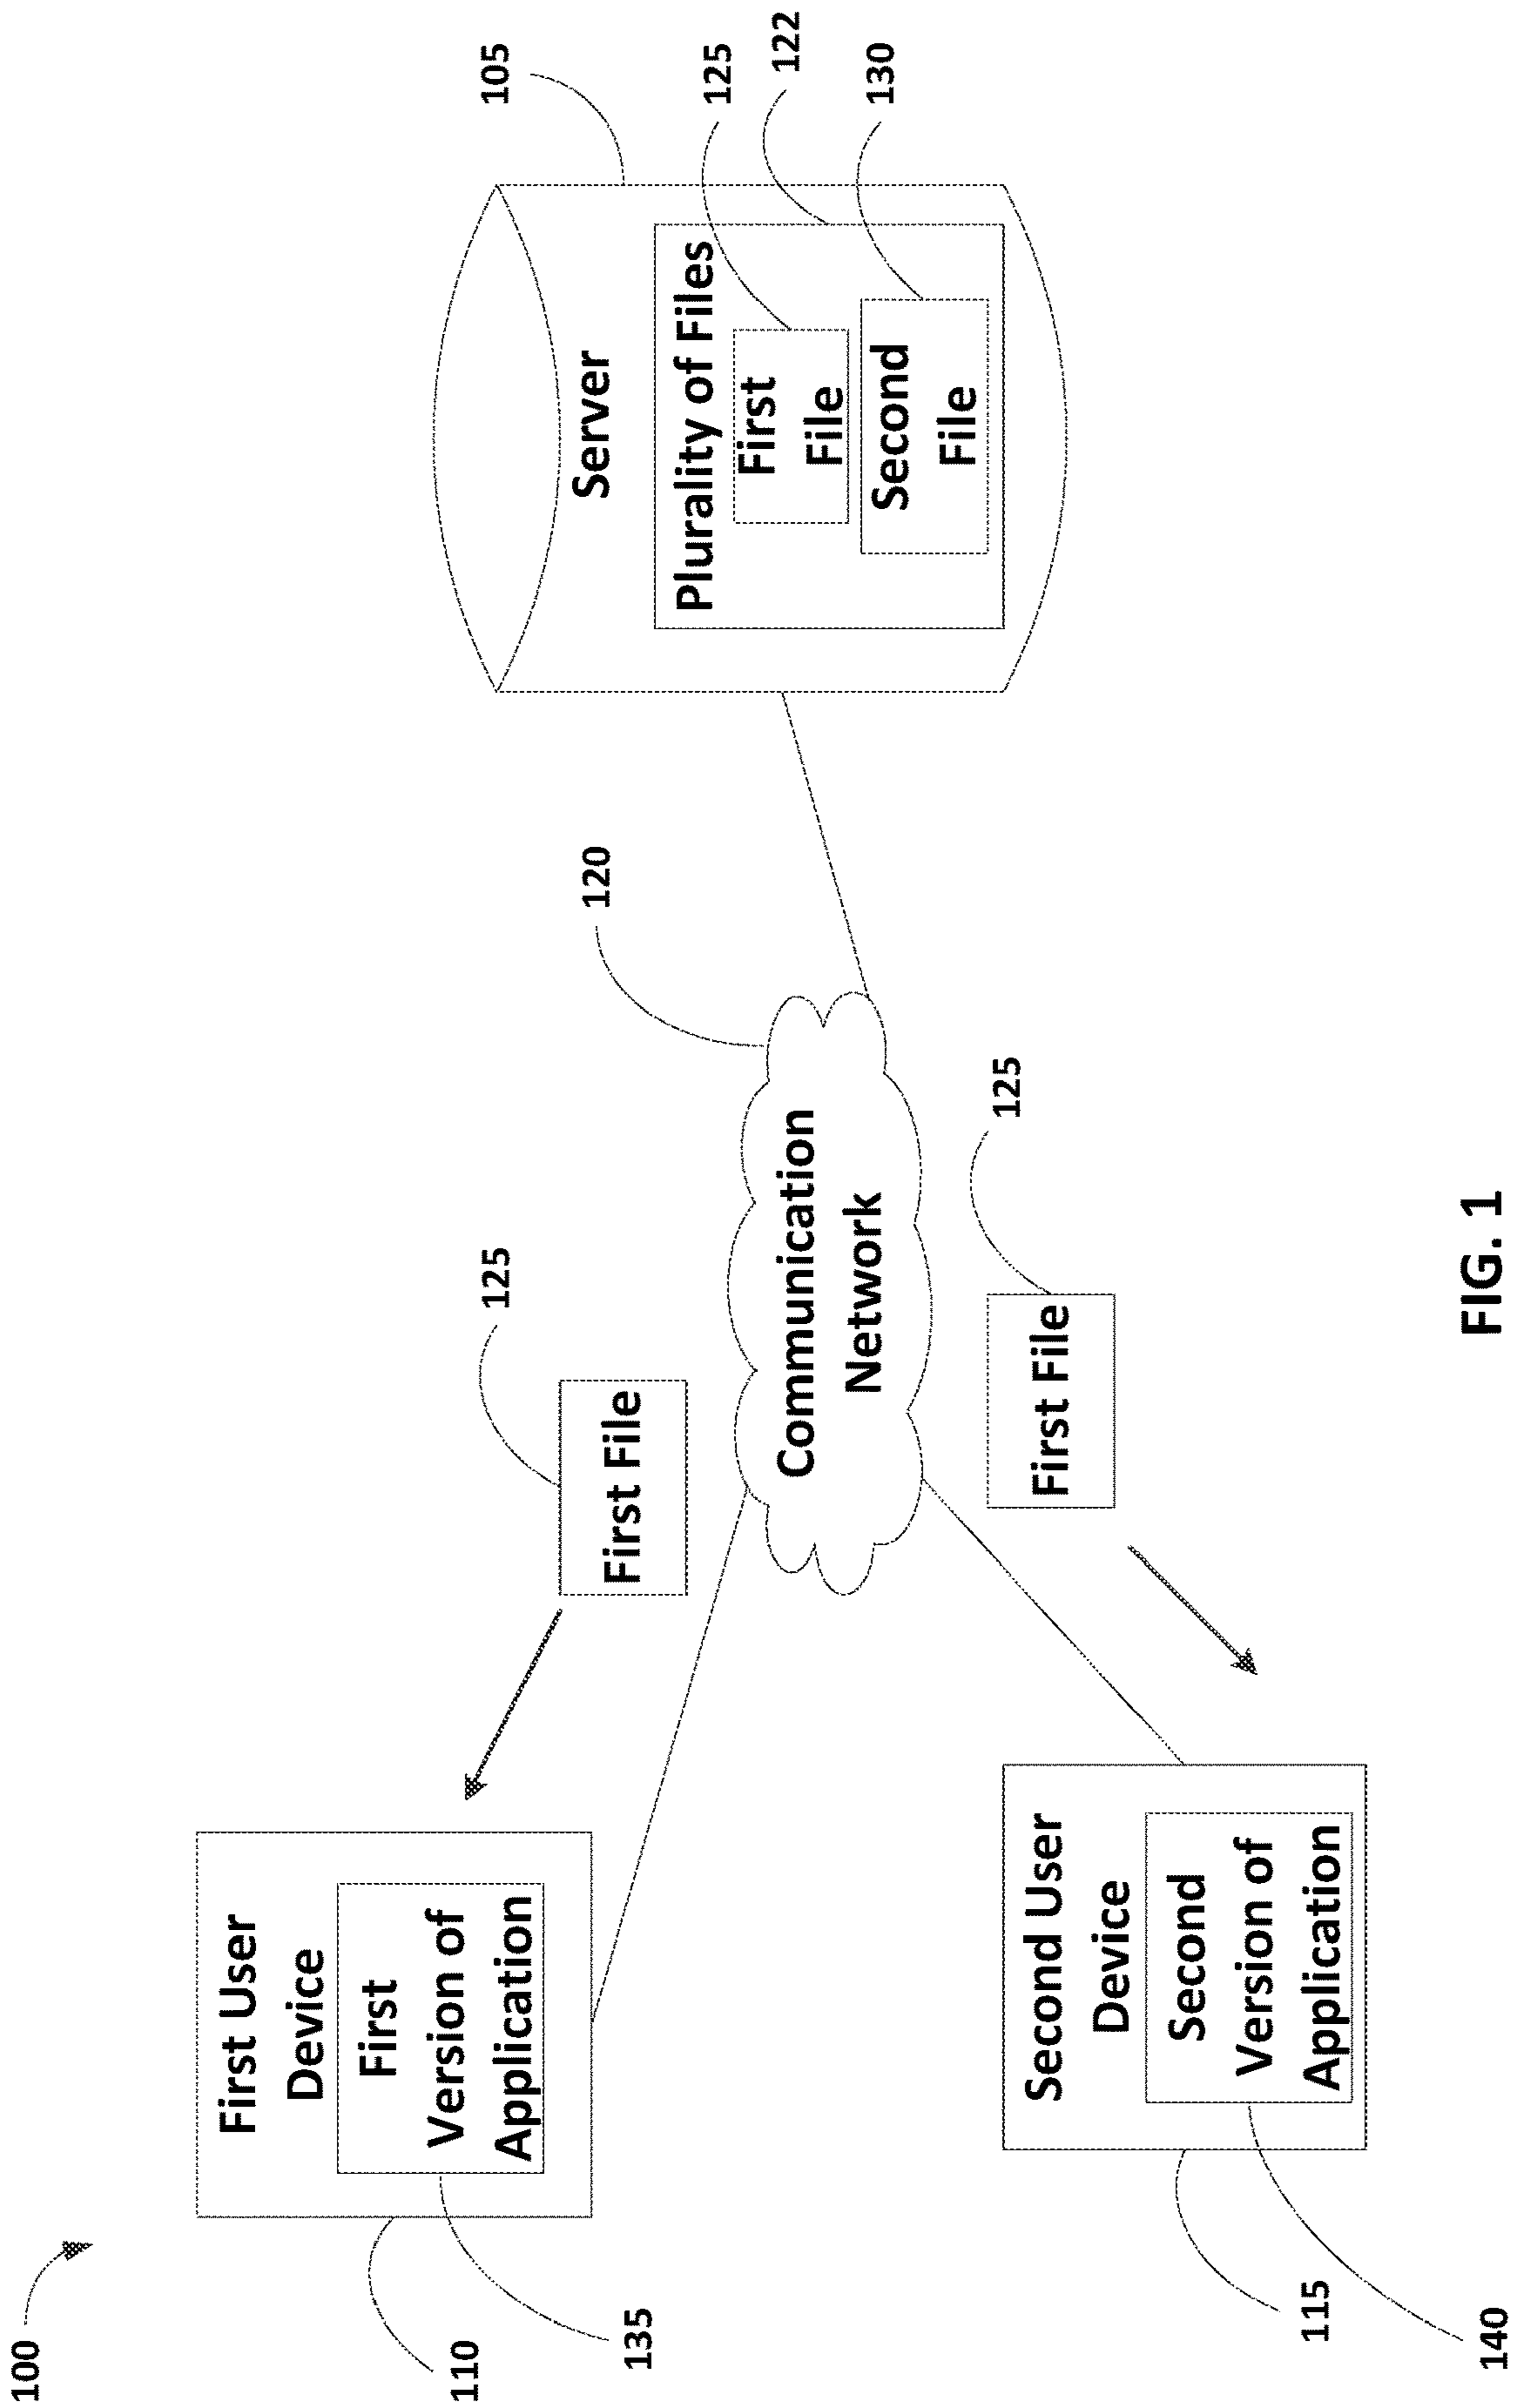 100
First User
Device
First
Version of
Application
110
135
First File
125
Second User
Device
Second
Version of
Application
115
140
Communication
Network
120
First File
125
Server
105
Plurality of Files
First
File
Second
File
125
122
130
FIG. 1